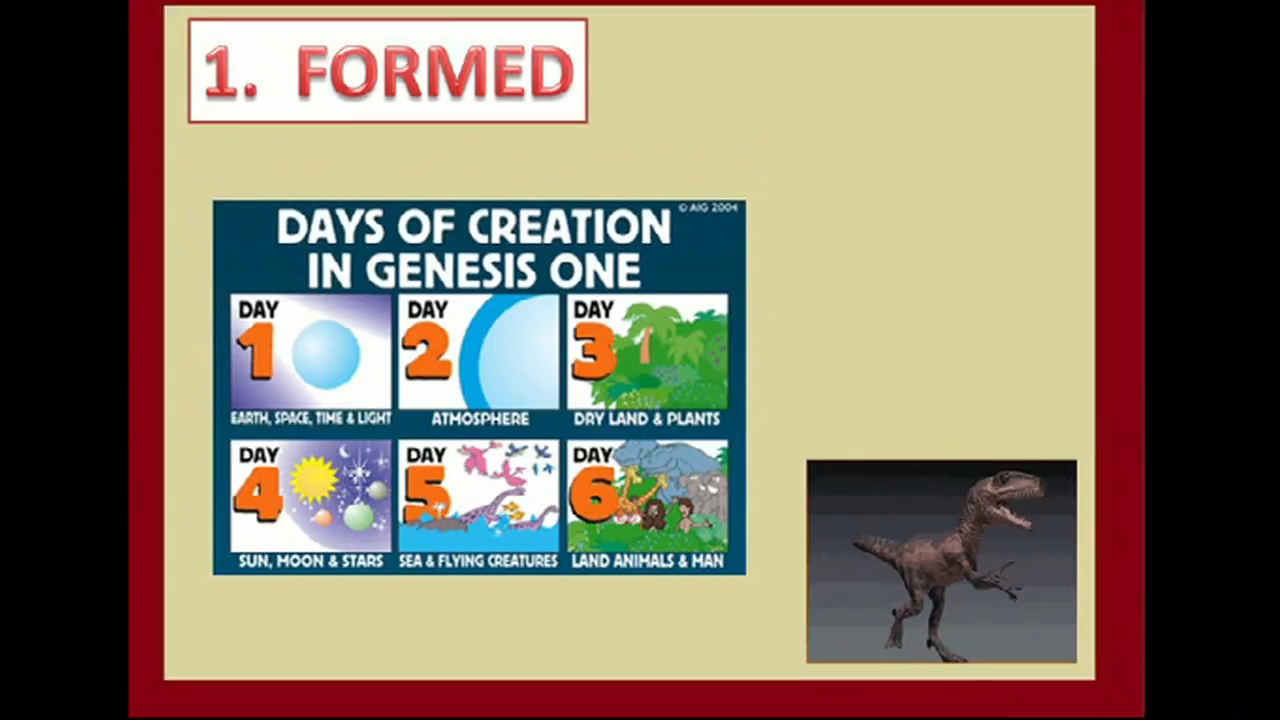 1. FORMED
© AIG 2004
DAYS OF CREATION
IN GENESIS ONE
DAY
1
EARTH, SPACE, TIME & LIGHT
DAY
2
ATMOSPHERE
DAY
3
DRY LAND & PLANTS
DAY
4
SUN, MOON & STARS
DAY
5
SEA & FLYING CREATURES
DAY
6
LAND ANIMALS & MAN